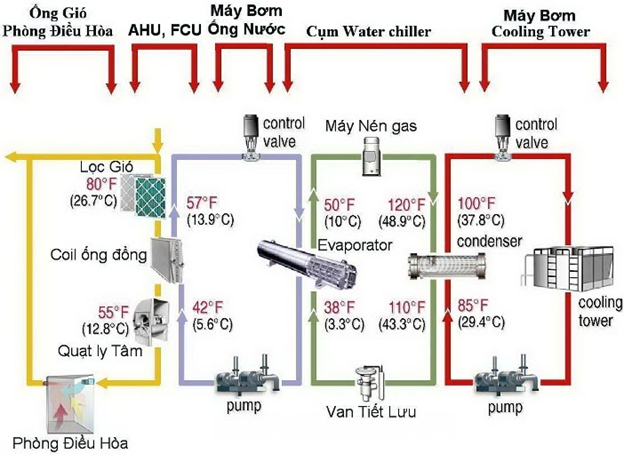 Ống Gió
Phòng Điều Hòa
AHU, FCU
Máy Bơm
Ống Nước
Cụm Water chiller
Máy Bơm
Cooling Tower
control
valve
Máy Nén gas
control
valve
Lọc Gió
80°F
(26.7°C)
57°F
(13.9°C)
50°F
(10°C)
120°F
(48.9°C)
100°F
(37.8°C)
Coil ống đồng
Evaporator
condenser
55°F
(12.8°C)
42°F
(5.6°C)
38°F
(3.3°C)
110°F
(43.3°C)
85°F
(29.4°C)
cooling
tower
Quạt ly Tâm
pump
Van Tiết Lưu
pump
Phòng Điều Hòa